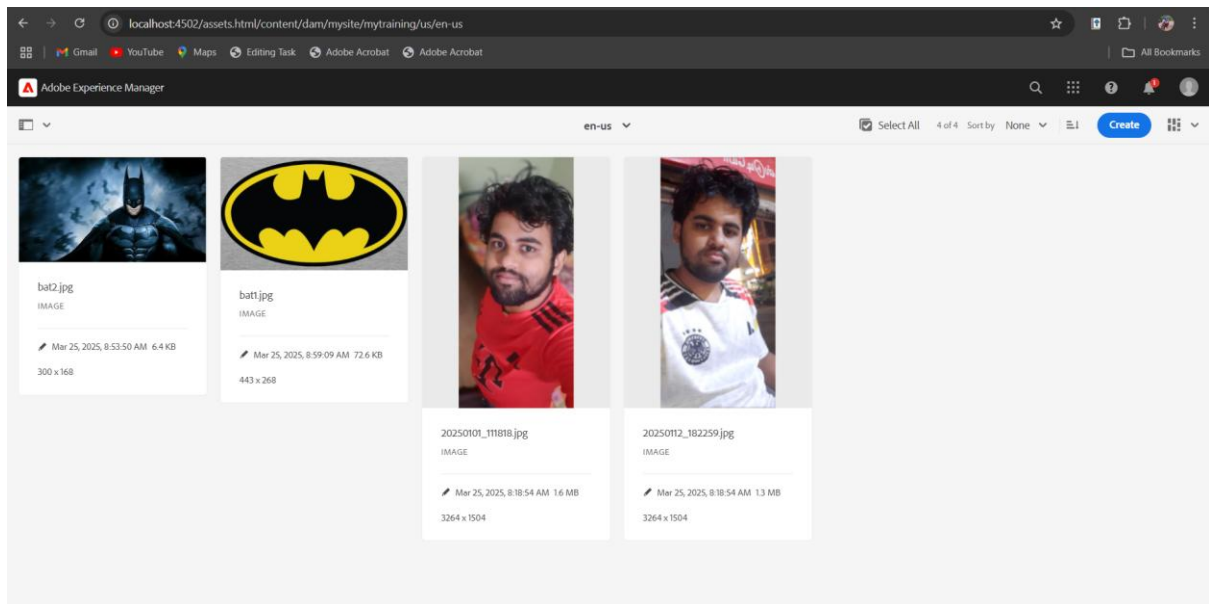 localhost:4502/assets.html/content/dam/mysite/mytraining/us/en-us
Gmail YouTube Maps Editing Task Adobe Acrobat Adobe Acrobat All Bookmarks
Adobe Experience Manager
en-us Select All 4 of 4 Sort by None Create
bat2.jpg
IMAGE
Mar 25, 2025, 8:53:50 AM 6.4 KB
300 x 168
bat1.jpg
IMAGE
Mar 25, 2025, 8:59:09 AM 72.6 KB
443 x 268
20250101_111818.jpg
IMAGE
Mar 25, 2025, 8:18:54 AM 1.6 MB
3264 x 1504
20250112_182259.jpg
IMAGE
Mar 25, 2025, 8:18:54 AM 1.3 MB
3264 x 1504